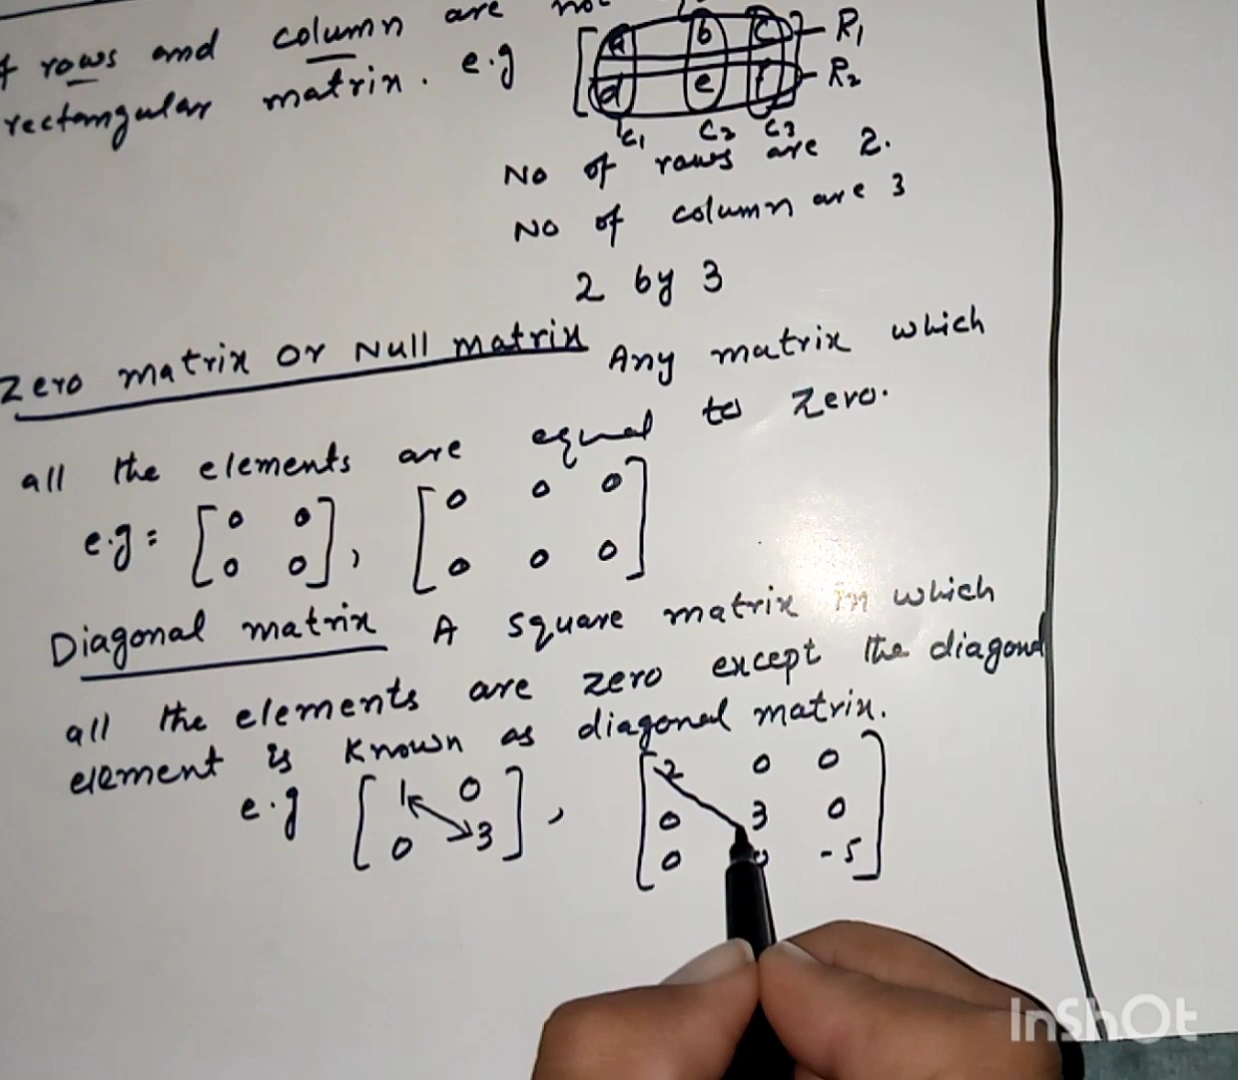 rows and column are
rectangular matrix. e.g [a b c R1
d e f] R2
C1 C2 C3
No of rows are 2.
No of column are 3
2 by 3
Zero matrix or Null matrix Any matrix which
all the elements are equal to zero.
e.g = [0 0 , [0 0 0
0 0] 0 0 0]
Diagonal matrix A square matrix in which
all the elements are zero except the diagonal
element is known as diagonal matrix.
e.g [1 0 , [2 0 0
0 3] 0 3 0
0 0 -5]
InShOt